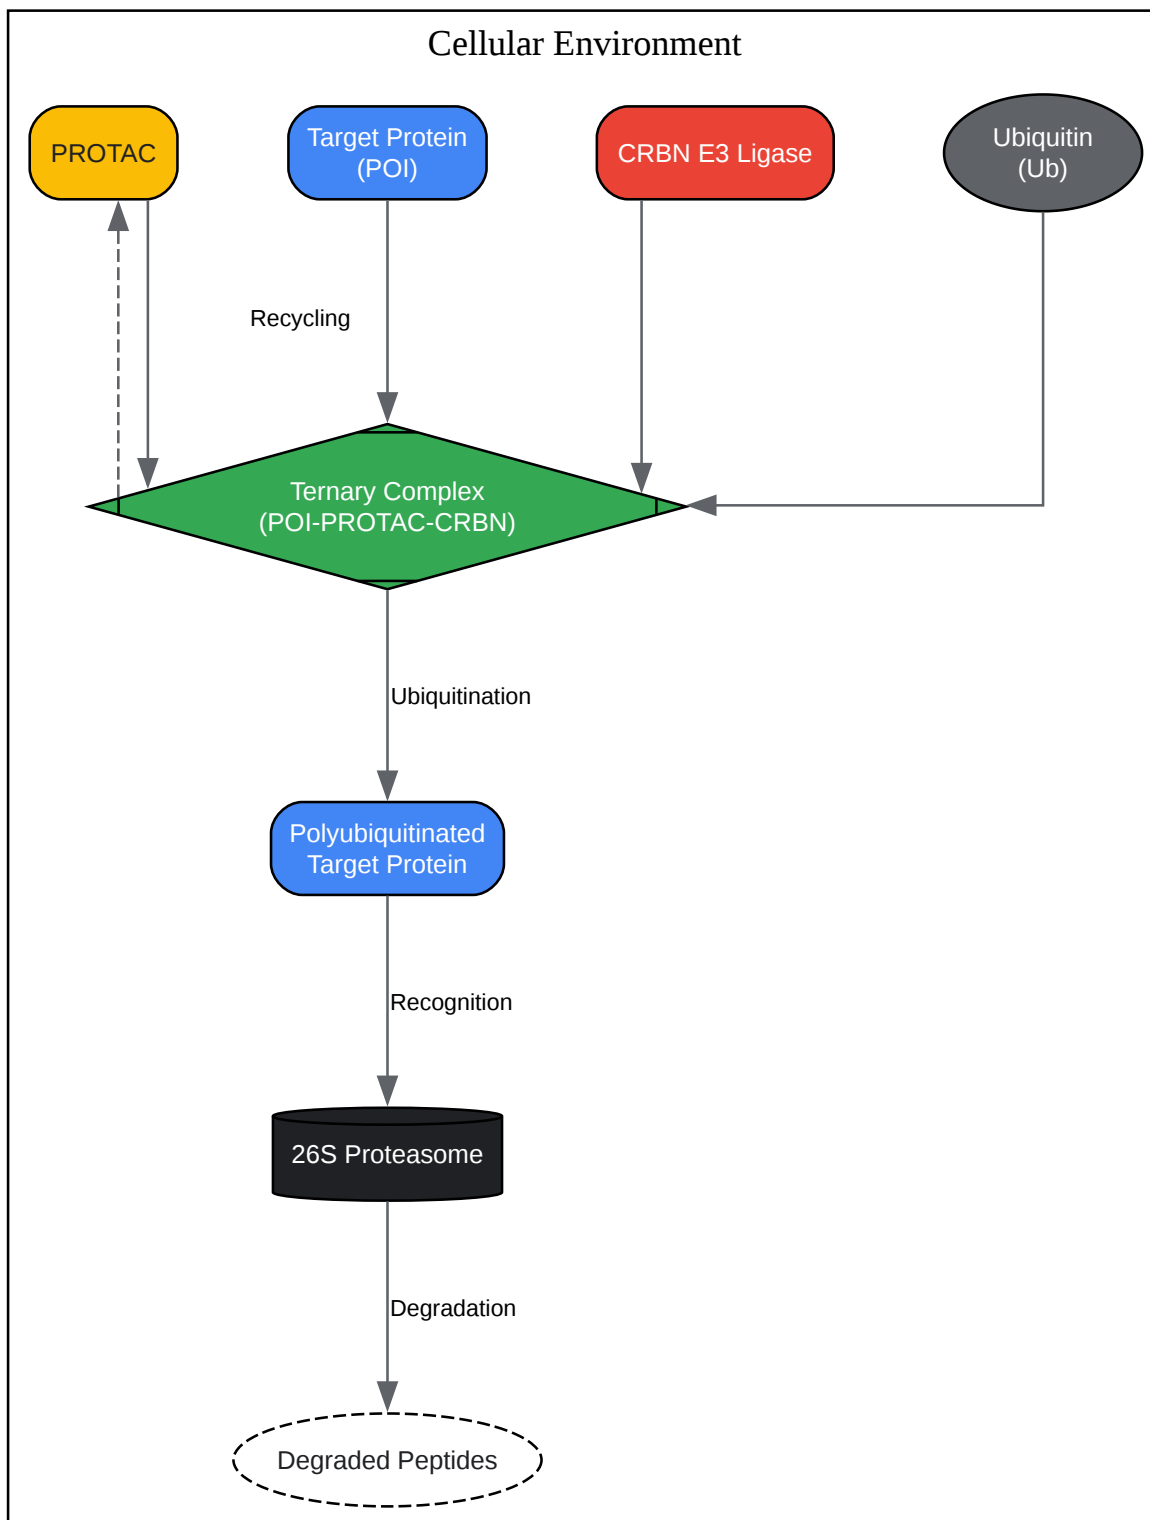 Cellular Environment
PROTAC
Target Protein
(POI)
CRBN E3 Ligase
Ubiquitin
(Ub)
Recycling
Ternary Complex
(POI-PROTAC-CRBN)
Ubiquitination
Polyubiquitinated
Target Protein
Recognition
26S Proteasome
Degradation
Degraded Peptides